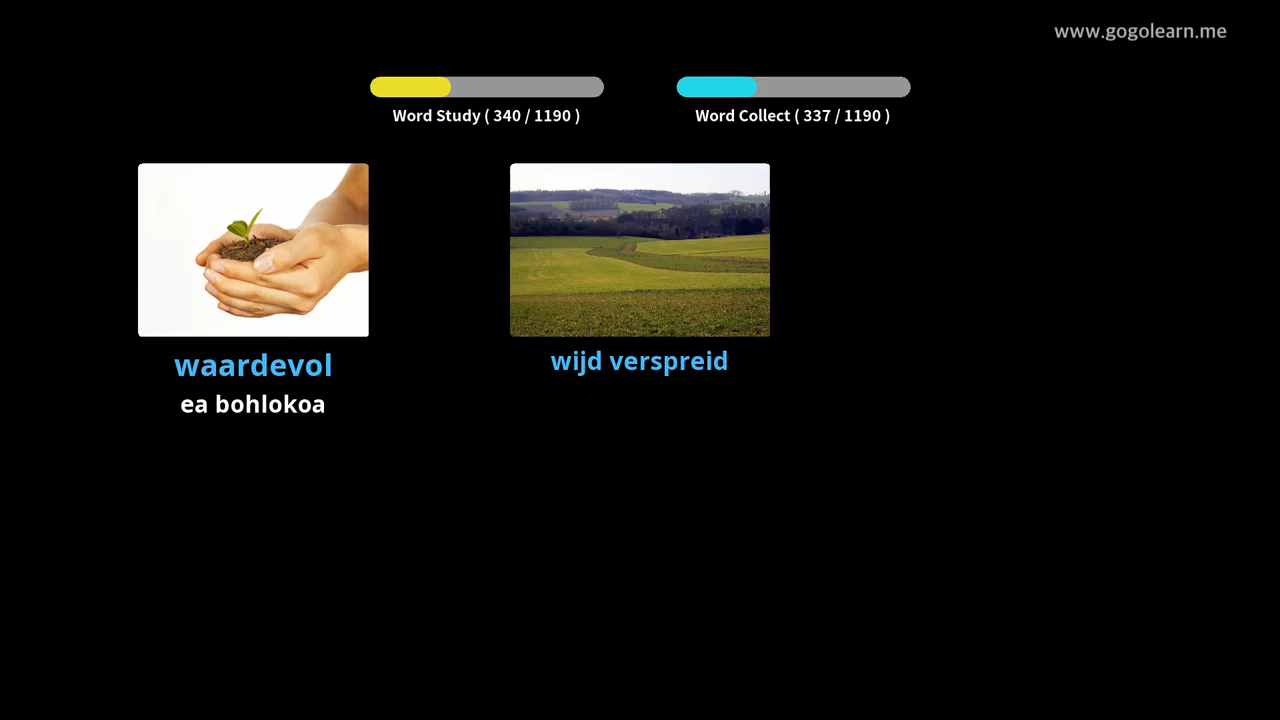 www.gogolearn.me
Word Study ( 340 / 1190 )
Word Collect ( 337 / 1190 )
waardevol
ea bohlokoa
wijd verspreid